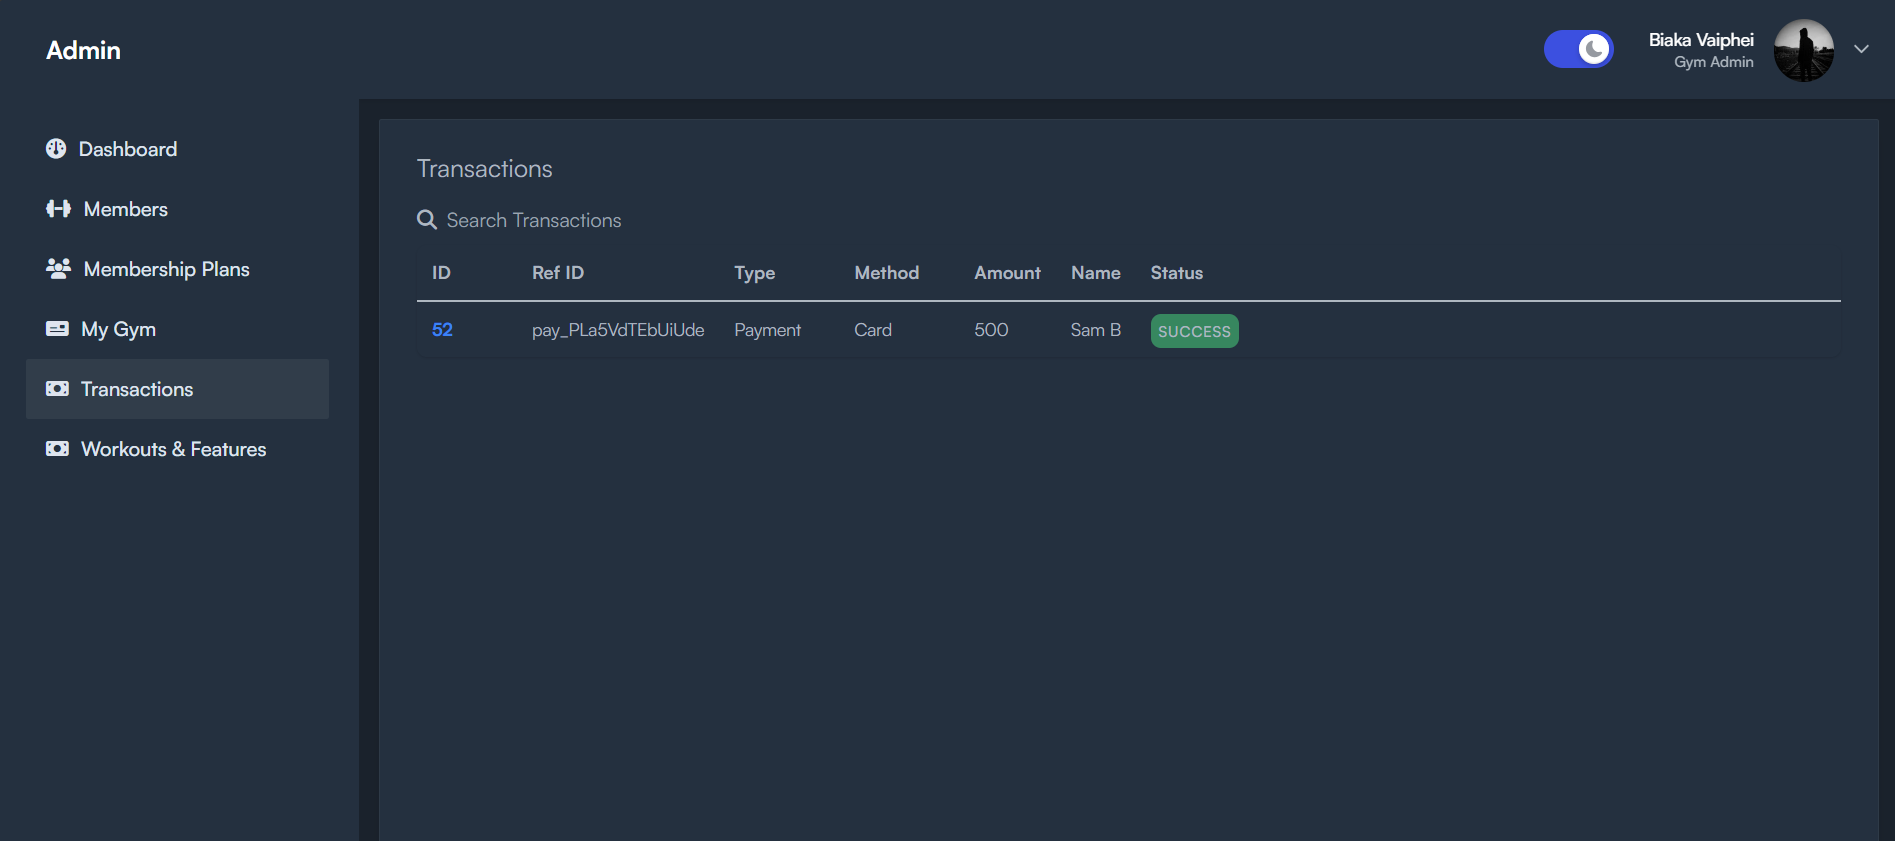 Admin
Biaka Vaiphei
Gym Admin
Dashboard
Members
Membership Plans
My Gym
Transactions
Workouts & Features
Transactions
Search Transactions
ID Ref ID Type Method Amount Name Status
52 pay_PLa5VdTEbUiUde Payment Card 500 Sam B SUCCESS